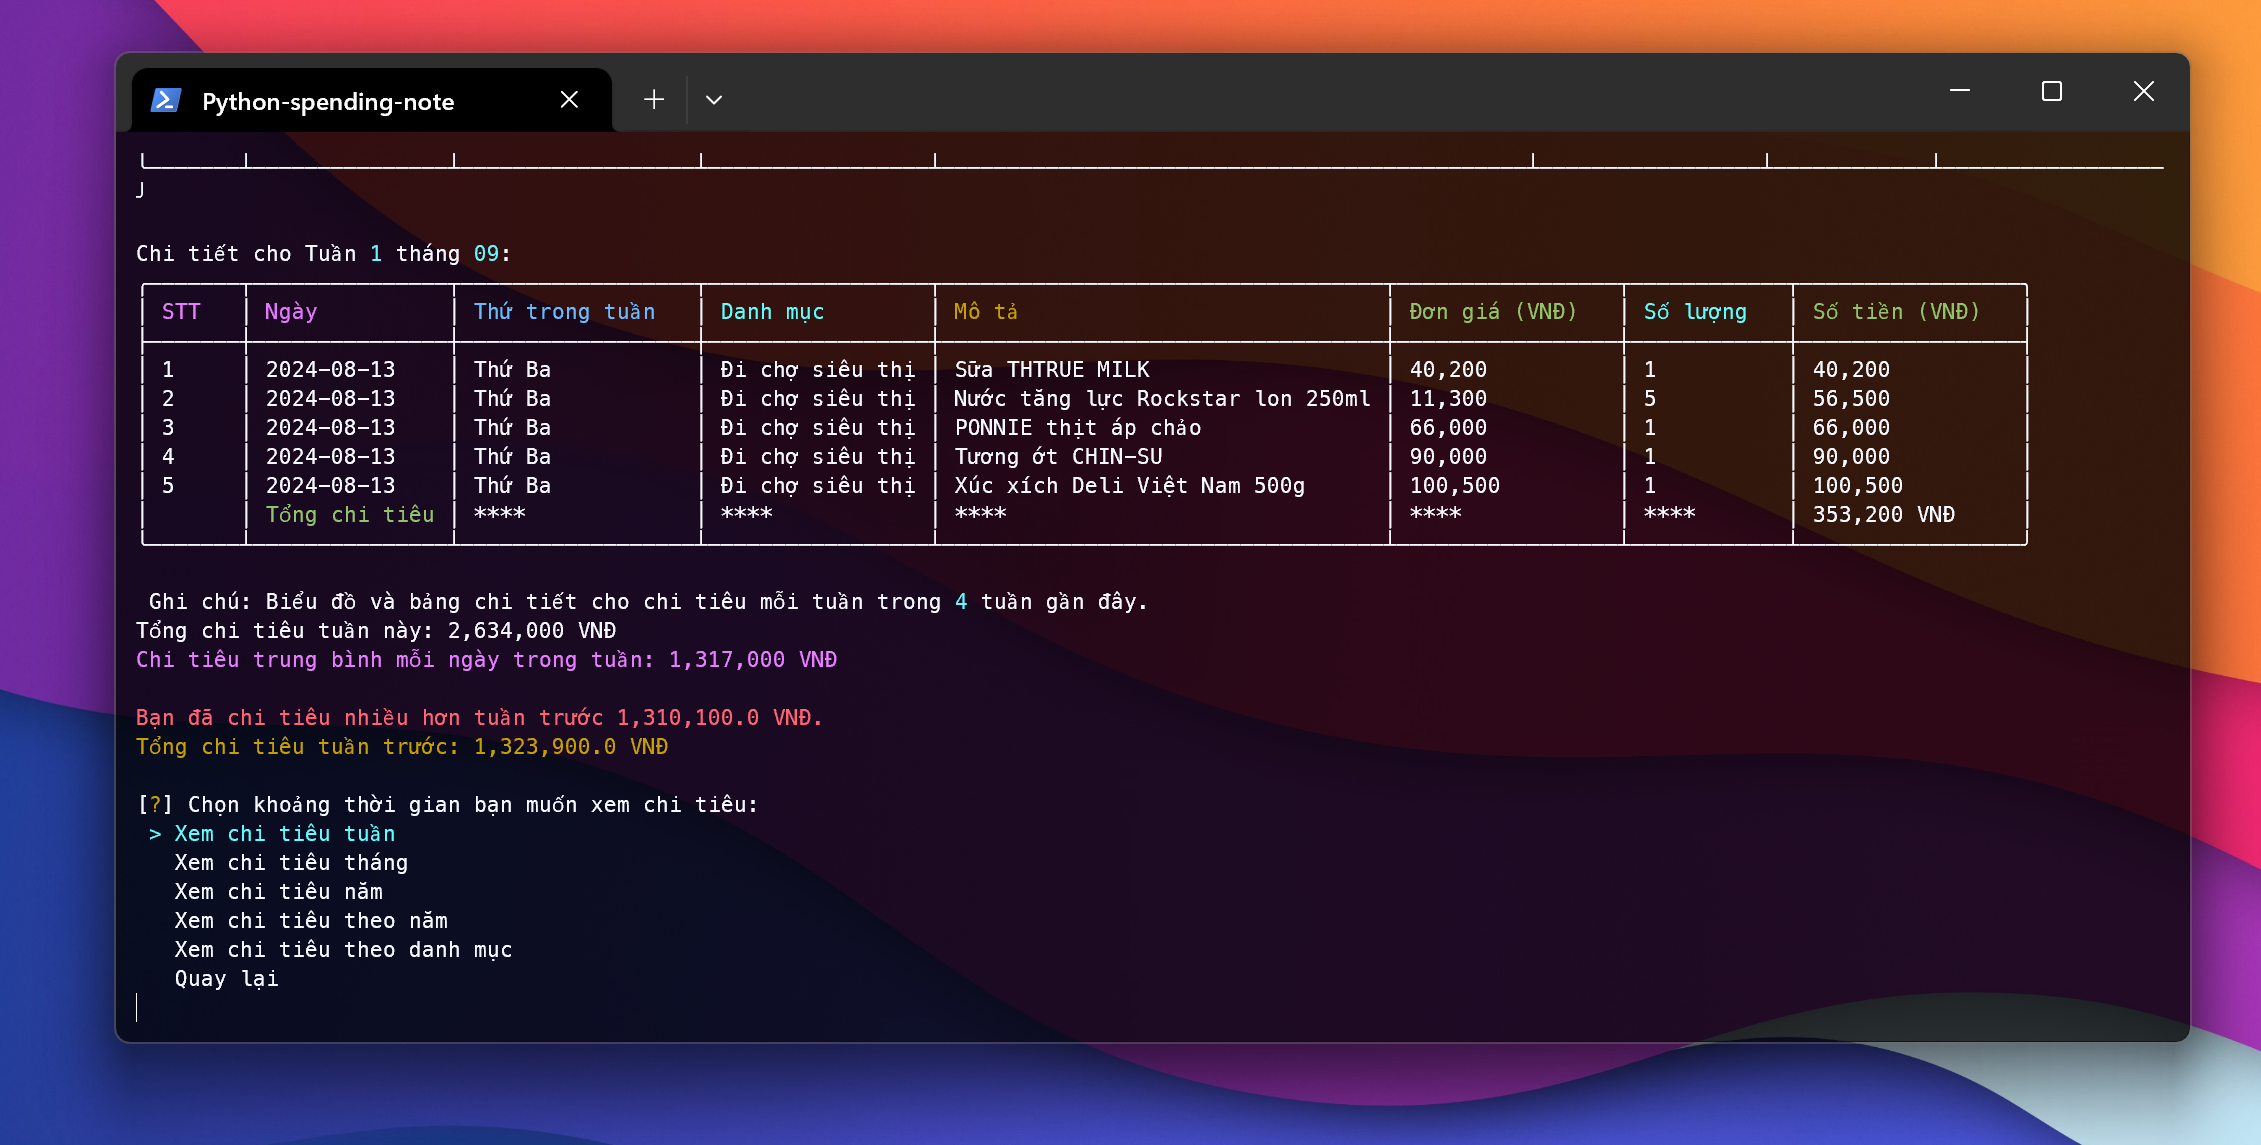 Python-spending-note
Chi tiết cho Tuần 1 tháng 09:
STT Ngày Thứ trong tuần Danh mục Mô tả Đơn giá (VNĐ) Số lượng Số tiền (VNĐ)
1 2024-08-13 Thứ Ba Đi chợ siêu thị Sữa THTRUE MILK 40,200 1 40,200
2 2024-08-13 Thứ Ba Đi chợ siêu thị Nước tăng lực Rockstar lon 250ml 11,300 5 56,500
3 2024-08-13 Thứ Ba Đi chợ siêu thị PONNIE thịt áp chảo 66,000 1 66,000
4 2024-08-13 Thứ Ba Đi chợ siêu thị Tương ớt CHIN-SU 90,000 1 90,000
5 2024-08-13 Thứ Ba Đi chợ siêu thị Xúc xích Deli Việt Nam 500g 100,500 1 100,500
Tổng chi tiêu **** **** **** **** **** 353,200 VNĐ
Ghi chú: Biểu đồ và bảng chi tiết cho chi tiêu mỗi tuần trong 4 tuần gần đây.
Tổng chi tiêu tuần này: 2,634,000 VNĐ
Chi tiêu trung bình mỗi ngày trong tuần: 1,317,000 VNĐ
Bạn đã chi tiêu nhiều hơn tuần trước 1,310,100.0 VNĐ.
Tổng chi tiêu tuần trước: 1,323,900.0 VNĐ
[?] Chọn khoảng thời gian bạn muốn xem chi tiêu:
> Xem chi tiêu tuần
Xem chi tiêu tháng
Xem chi tiêu năm
Xem chi tiêu theo năm
Xem chi tiêu theo danh mục
Quay lại